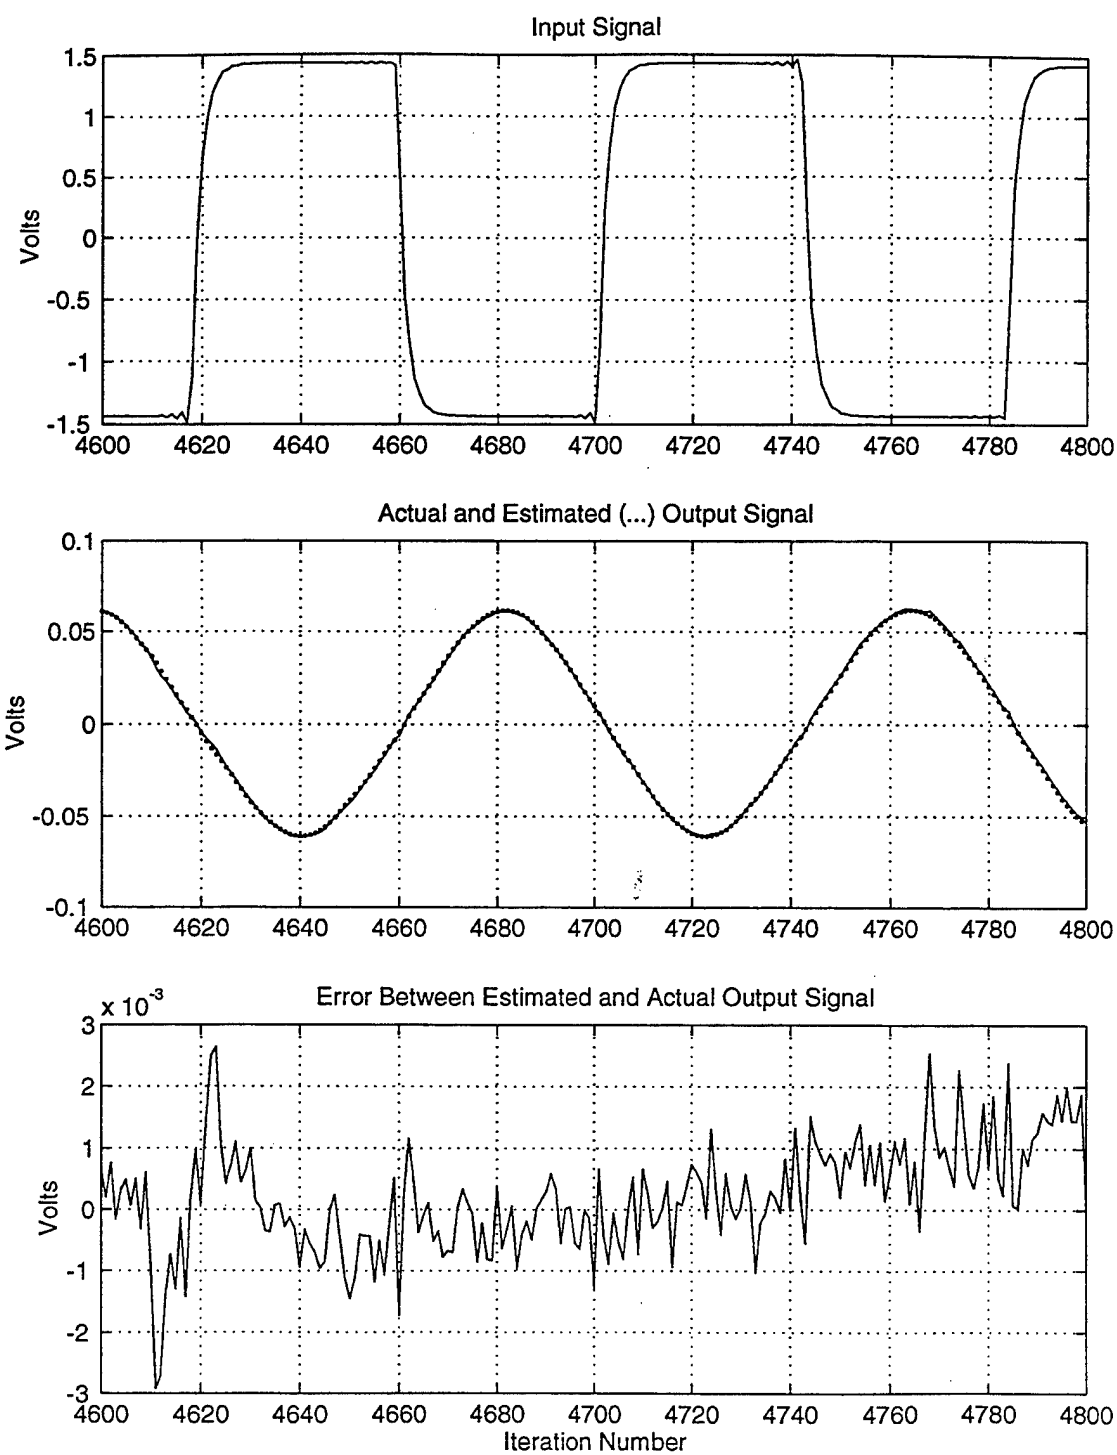 Input Signal
1.5
1
0.5
0
-0.5
-1
-1.5
Volts
4600 4620 4640 4660 4680 4700 4720 4740 4760 4780 4800
Actual and Estimated (...) Output Signal
0.1
0.05
0
-0.05
-0.1
Volts
4600 4620 4640 4660 4680 4700 4720 4740 4760 4780 4800
x 10-3
Error Between Estimated and Actual Output Signal
3
2
1
0
-1
-2
-3
Volts
4600 4620 4640 4660 4680 4700 4720 4740 4760 4780 4800
Iteration Number